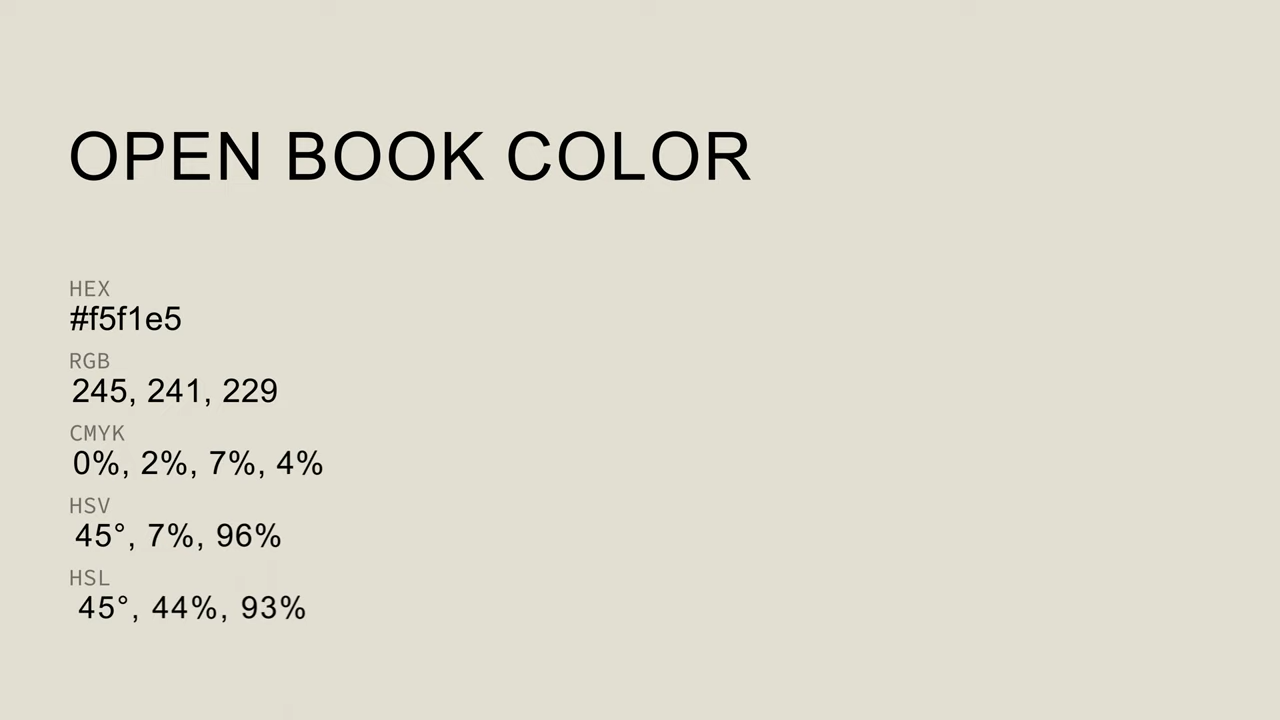 OPEN BOOK COLOR
HEX
#f5f1e5
RGB
245, 241, 229
CMYK
0%, 2%, 7%, 4%
HSV
45°, 7%, 96%
HSL
45°, 44%, 93%